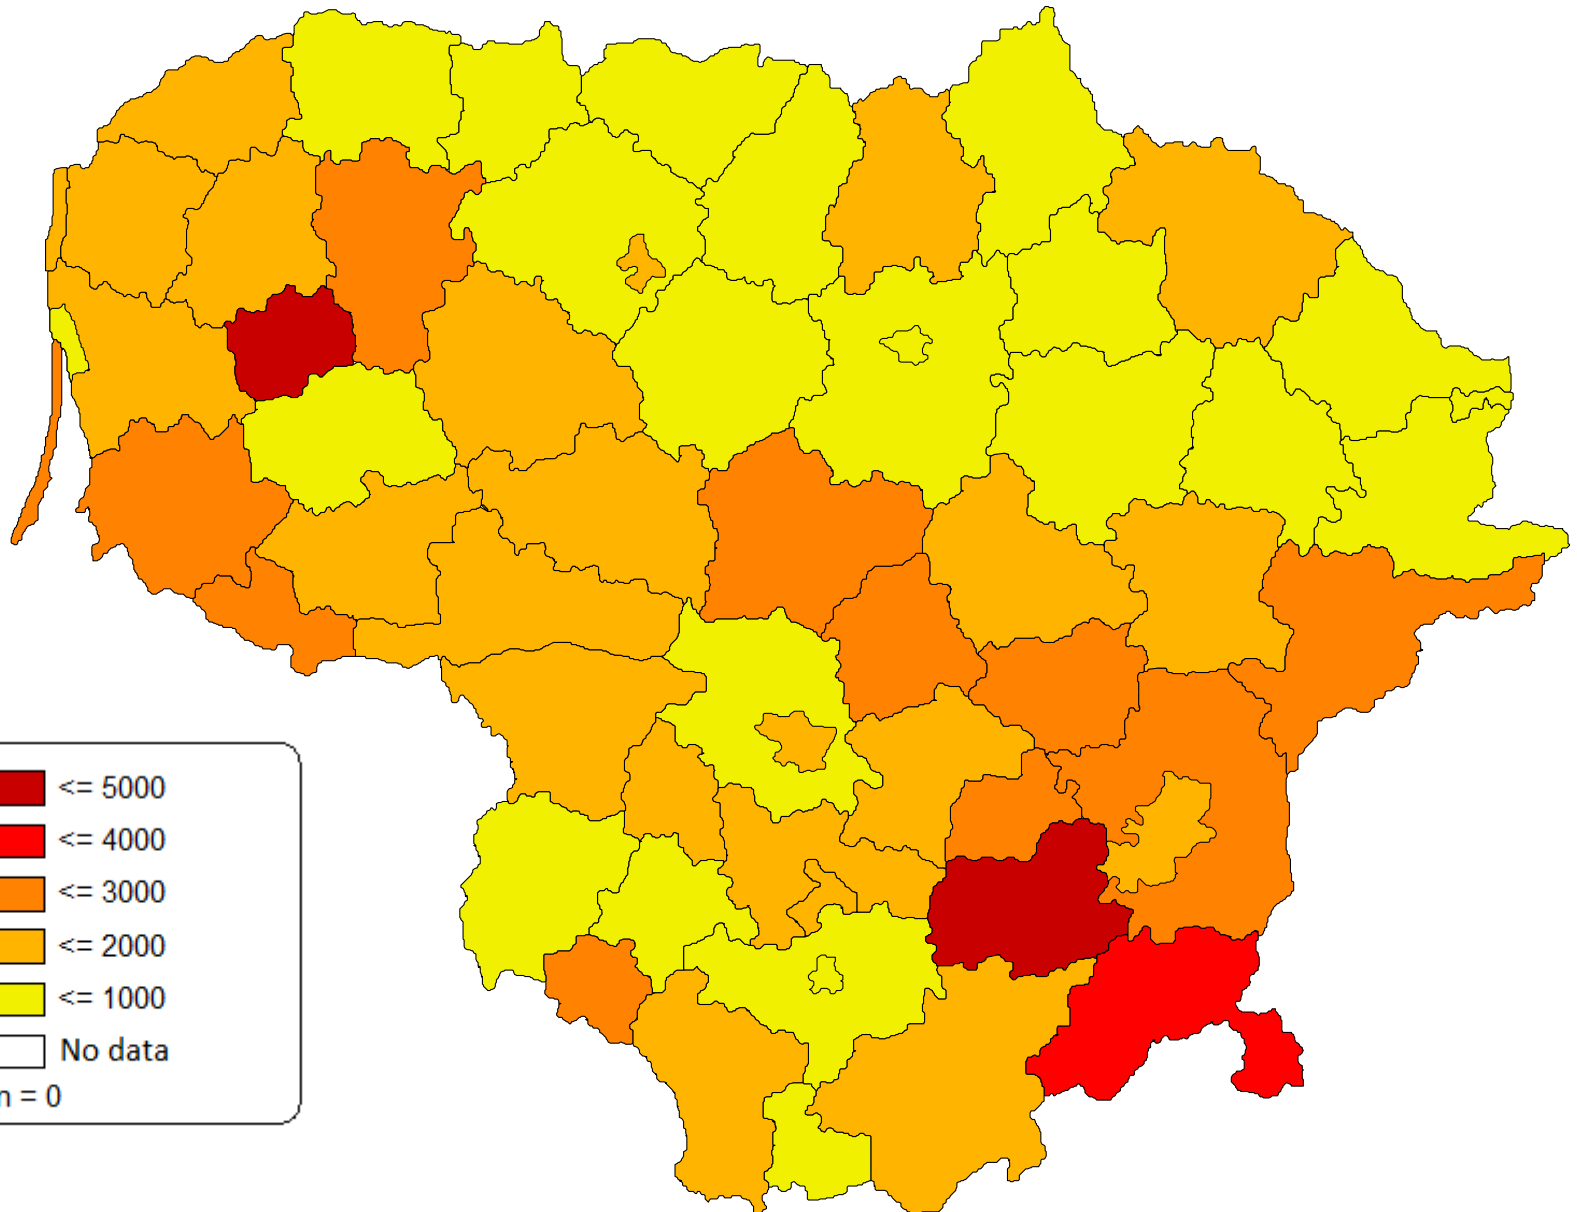 <= 5000
<= 4000
<= 3000
<= 2000
<= 1000
No data
n = 0